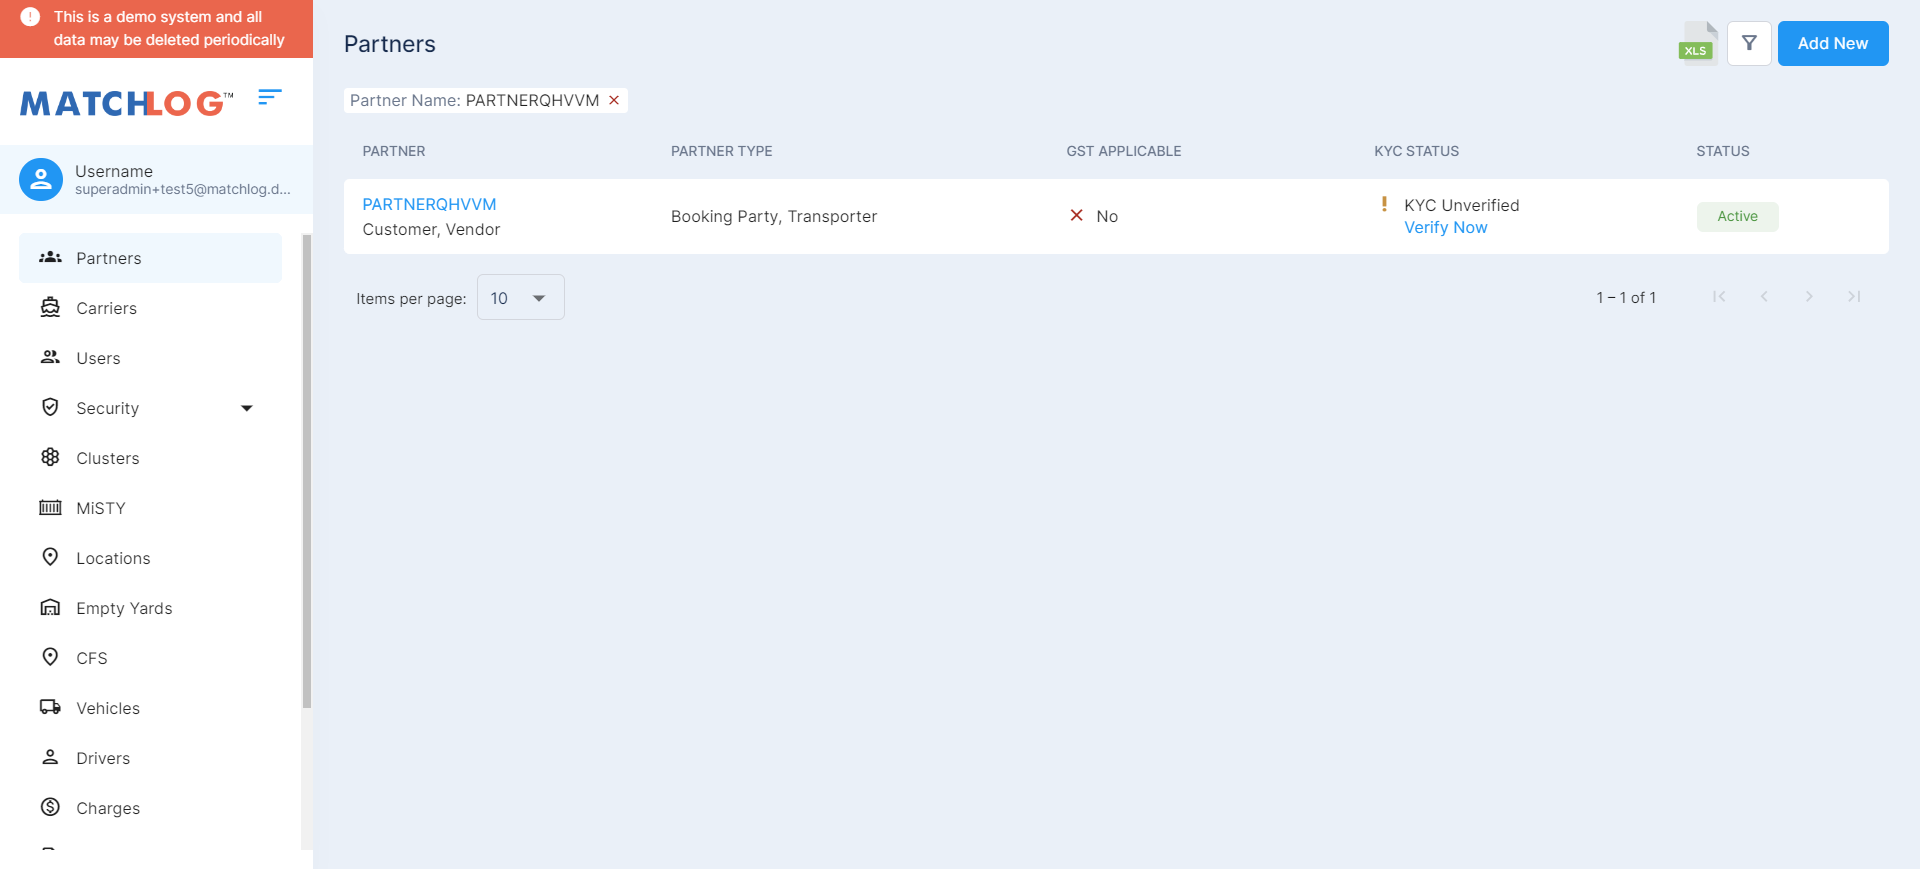 This is a demo system and all
data may be deleted periodically
MATCHLOG™
Username
superadmin+test5@matchlog.d...
Partners
Carriers
Users
Security
Clusters
MiSTY
Locations
Empty Yards
CFS
Vehicles
Drivers
Charges
Partners
XLS
Add New
Partner Name: PARTNERQHVVM
PARTNER PARTNER TYPE GST APPLICABLE KYC STATUS STATUS
PARTNERQHVVM
Customer, Vendor
Booking Party, Transporter
No
KYC Unverified
Verify Now
Active
Items per page: 10
1 – 1 of 1